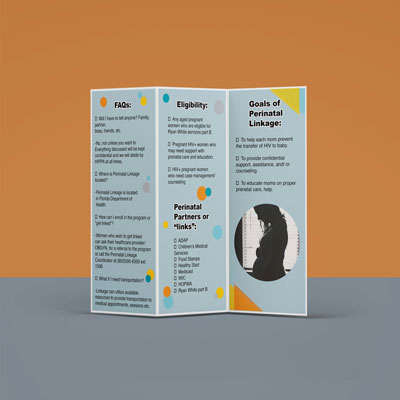 FAQs:
Will I have to tell anyone? Family,
partner,
boss, friends, etc.
-No, not unless you want to.
Everything discussed will be kept
confidential and we will abide by
HIPPA at all times
Where is Perinatal Linkage
located?
-Perinatal Linkage is located
in Florida Department of
Health.
How can I enroll in the program or
"get linked"?
-Women who wish to get linked
can ask their healthcare provider/
for a referral to the program
or call the Perinatal Linkage
Coordinator at
What if I need transportation?
-Linkage can utilize available
resources to provide transportation to
medical appointments, sessions etc.
Eligibility:
Any aged pregnant
women who are eligible for
Ryan White services part B.
Pregnant HIV+ women who
may need support with
prenatal care and education.
HIV+ pregnant women
who need case management/
counseling
Perinatal
Partners or
"links":
ADAP
Children's Medical
Services
Food Stamps
Healthy Start
Medicaid
WIC
HOPWA
Ryan White part B
Goals of
Perinatal
Linkage:
To help each mom prevent
the transfer of HIV to baby.
To provide confidential
support, assistance, and/ or
counseling.
To educate moms on proper
prenatal care, help.